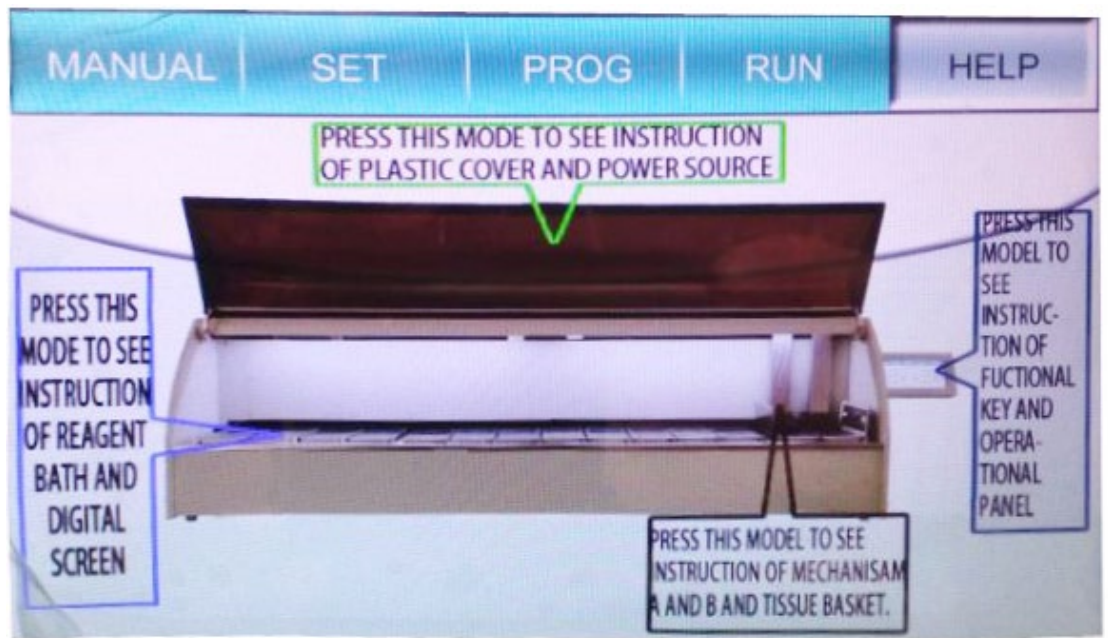 MANUAL SET PROG RUN HELP
PRESS THIS MODE TO SEE INSTRUCTION
OF PLASTIC COVER AND POWER SOURCE
PRESS THIS
MODE TO SEE
INSTRUCTION
OF REAGENT
BATH AND
DIGITAL
SCREEN
PRESS THIS
MODEL TO
SEE
INSTRUC-
TION OF
FUCTIONAL
KEY AND
OPERA-
TIONAL
PANEL
PRESS THIS MODEL TO SEE
INSTRUCTION OF MECHANISAM
A AND B AND TISSUE BASKET.